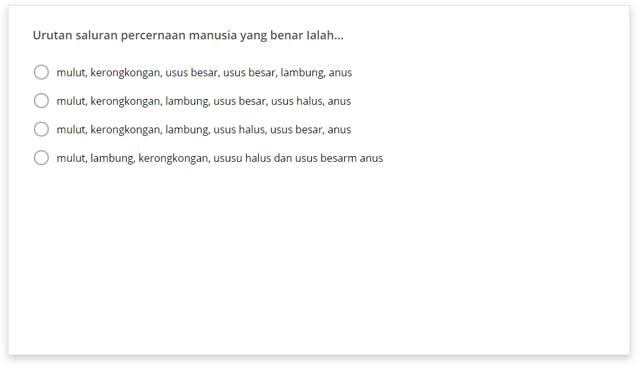 Urutan saluran percernaan manusia yang benar Ialah...
mulut, kerongkongan, usus besar, usus besar, lambung, anus
mulut, kerongkongan, lambung, usus besar, usus halus, anus
mulut, kerongkongan, lambung, usus halus, usus besar, anus
mulut, lambung, kerongkongan, ususu halus dan usus besarm anus